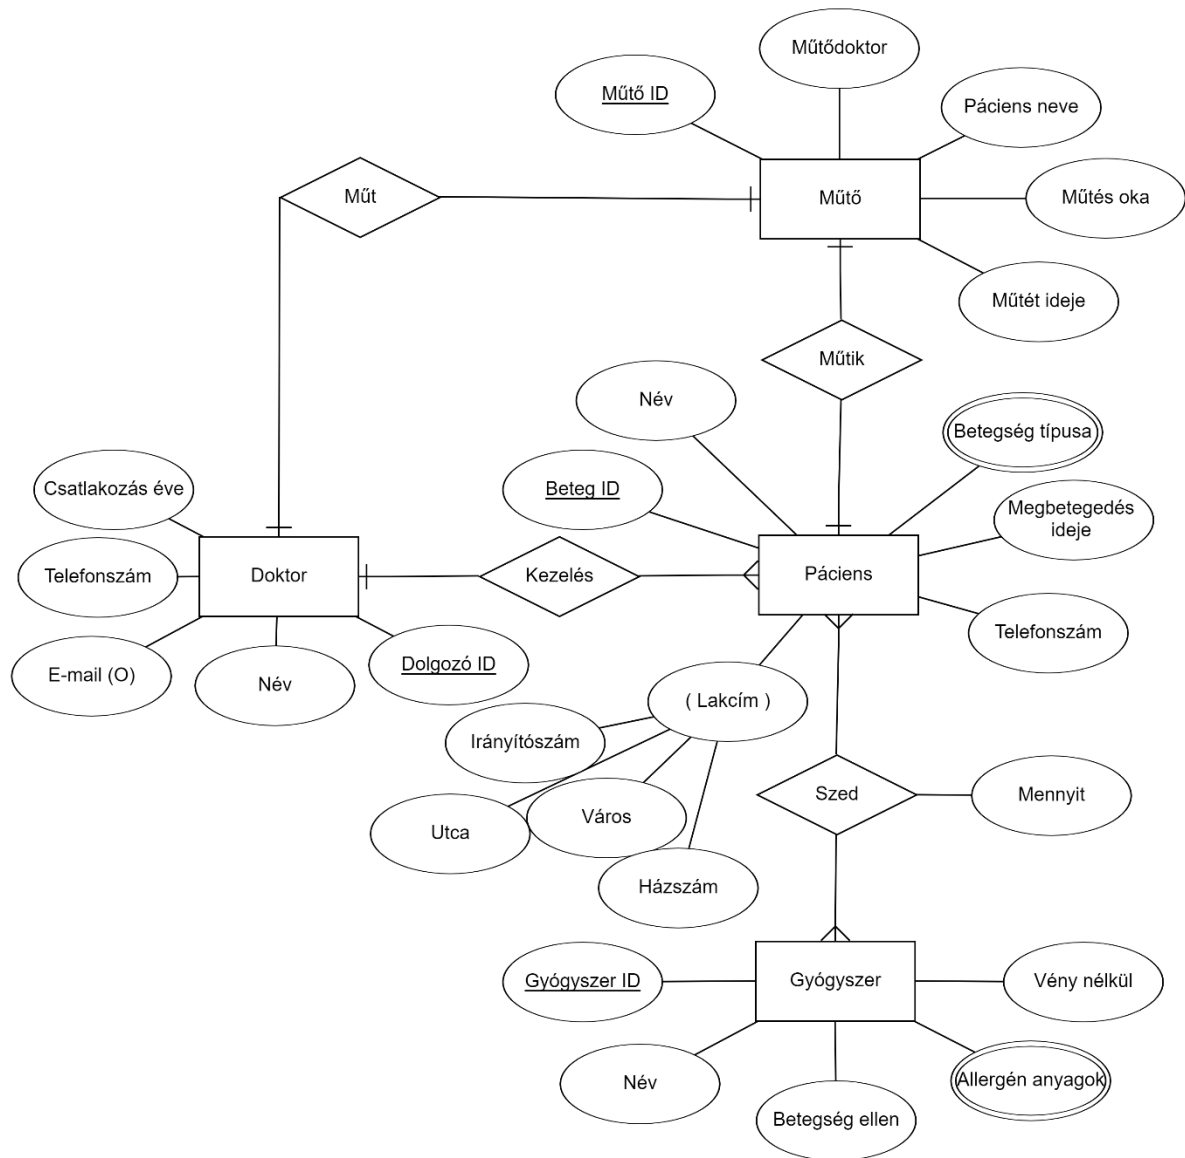 Műtődoktor
Műtő ID
Páciens neve
Műt
Műtő
Műtés oka
Műtét ideje
Műtik
Név
Betegség típusa
Csatlakozás éve
Beteg ID
Megbetegedés
ideje
Telefonszám
Doktor
Kezelés
Páciens
Telefonszám
E-mail (O)
Név
Dolgozó ID
( Lakcím )
Irányítószám
Utca
Város
Házszám
Szed
Mennyit
Gyógyszer ID
Gyógyszer
Vény nélkül
Név
Betegség ellen
Allergén anyagok